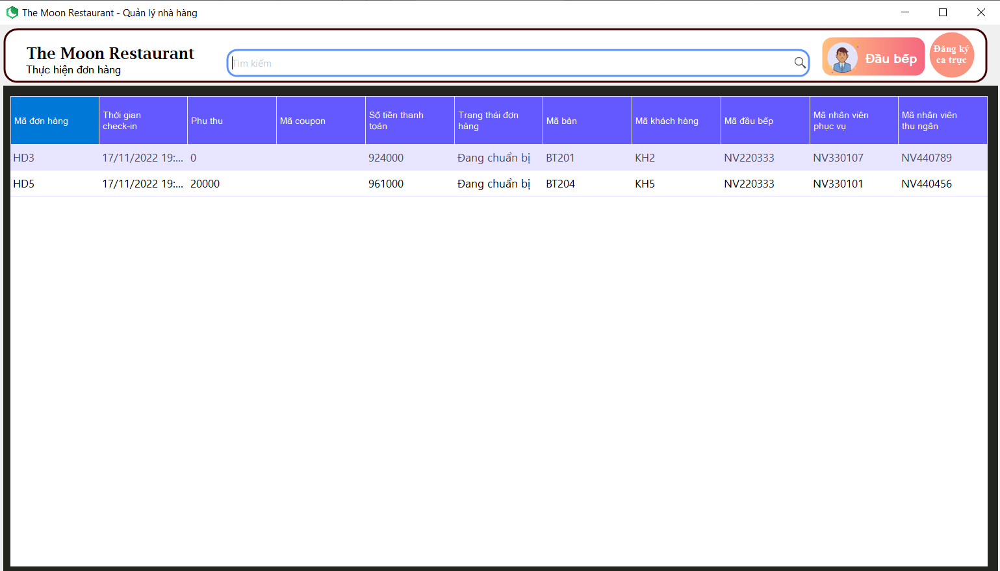 The Moon Restaurant - Quản lý nhà hàng
The Moon Restaurant
Thực hiện đơn hàng
Tìm kiếm
Đầu bếp
Đăng ký
ca trực
Mã đơn hàng
Thời gian
check-in
Phụ thu
Mã coupon
Số tiền thanh
toán
Trạng thái đơn
hàng
Mã bàn
Mã khách hàng
Mã đầu bếp
Mã nhân viên
phục vụ
Mã nhân viên
thu ngân
HD3 17/11/2022 19:... 0 924000 Đang chuẩn bị BT201 KH2 NV220333 NV330107 NV440789
HD5 17/11/2022 19:... 20000 961000 Đang chuẩn bị BT204 KH5 NV220333 NV330101 NV440456